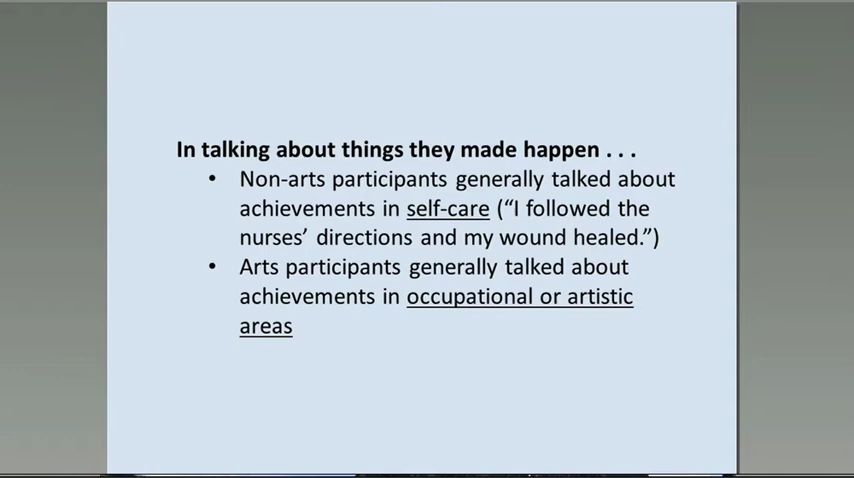 In talking about things they made happen . . .
• Non-arts participants generally talked about
achievements in self-care (“I followed the
nurses’ directions and my wound healed.”)
• Arts participants generally talked about
achievements in occupational or artistic
areas